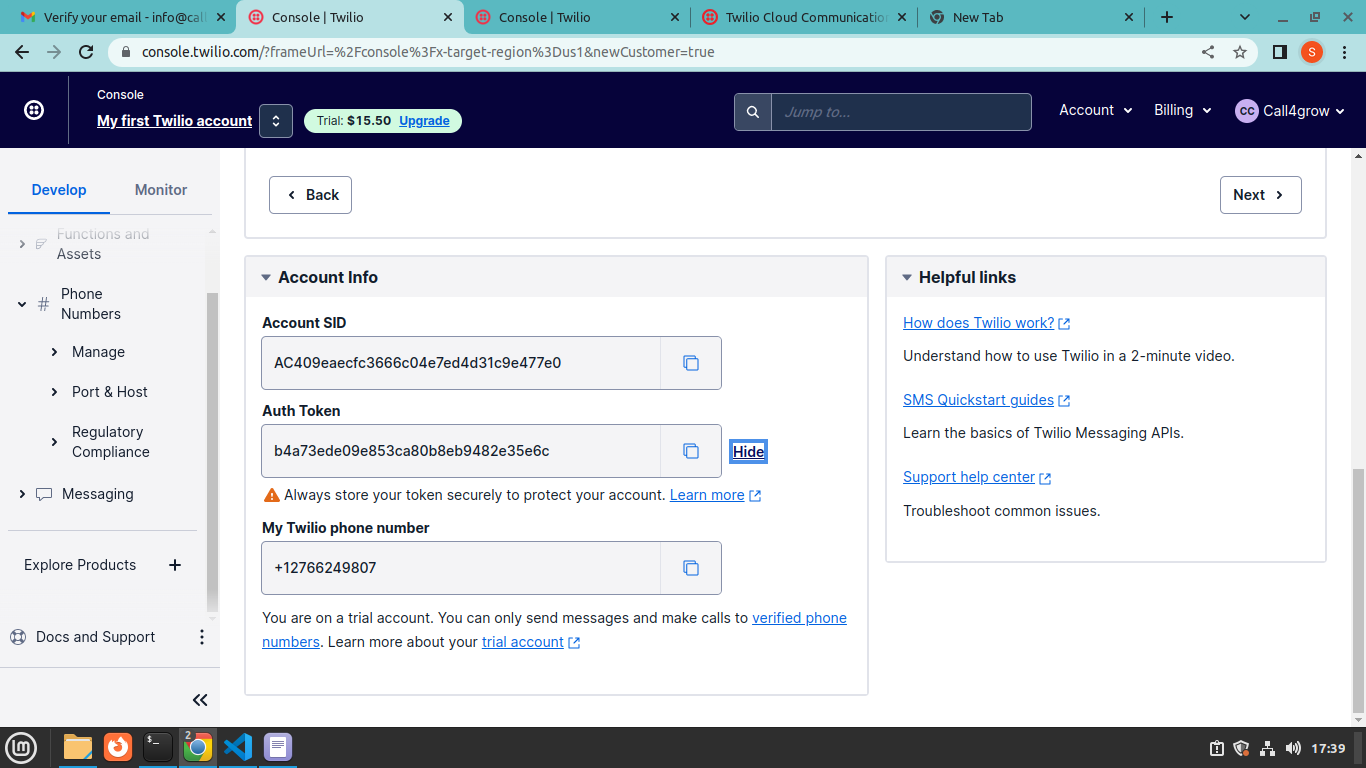 Verify your email - info@cal
Console | Twilio
Console | Twilio
Twilio Cloud Communication
New Tab
console.twilio.com/?frameUrl=%2Fconsole%3Fx-target-region%3Dus1&newCustomer=true
S
Console
My first Twilio account
Trial: $15.50 Upgrade
Jump to...
Account
Billing
CC Call4grow
Develop
Monitor
Functions and
Assets
Phone
Numbers
Manage
Port & Host
Regulatory
Compliance
Messaging
Explore Products
Docs and Support
Back
Next
Account Info
Account SID
AC409eaecfc3666c04e7ed4d31c9e477e0
Auth Token
b4a73ede09e853ca80b8eb9482e35e6c
Hide
Always store your token securely to protect your account. Learn more
My Twilio phone number
+12766249807
You are on a trial account. You can only send messages and make calls to verified phone
numbers. Learn more about your trial account
Helpful links
How does Twilio work?
Understand how to use Twilio in a 2-minute video.
SMS Quickstart guides
Learn the basics of Twilio Messaging APIs.
Support help center
Troubleshoot common issues.
2
17:39